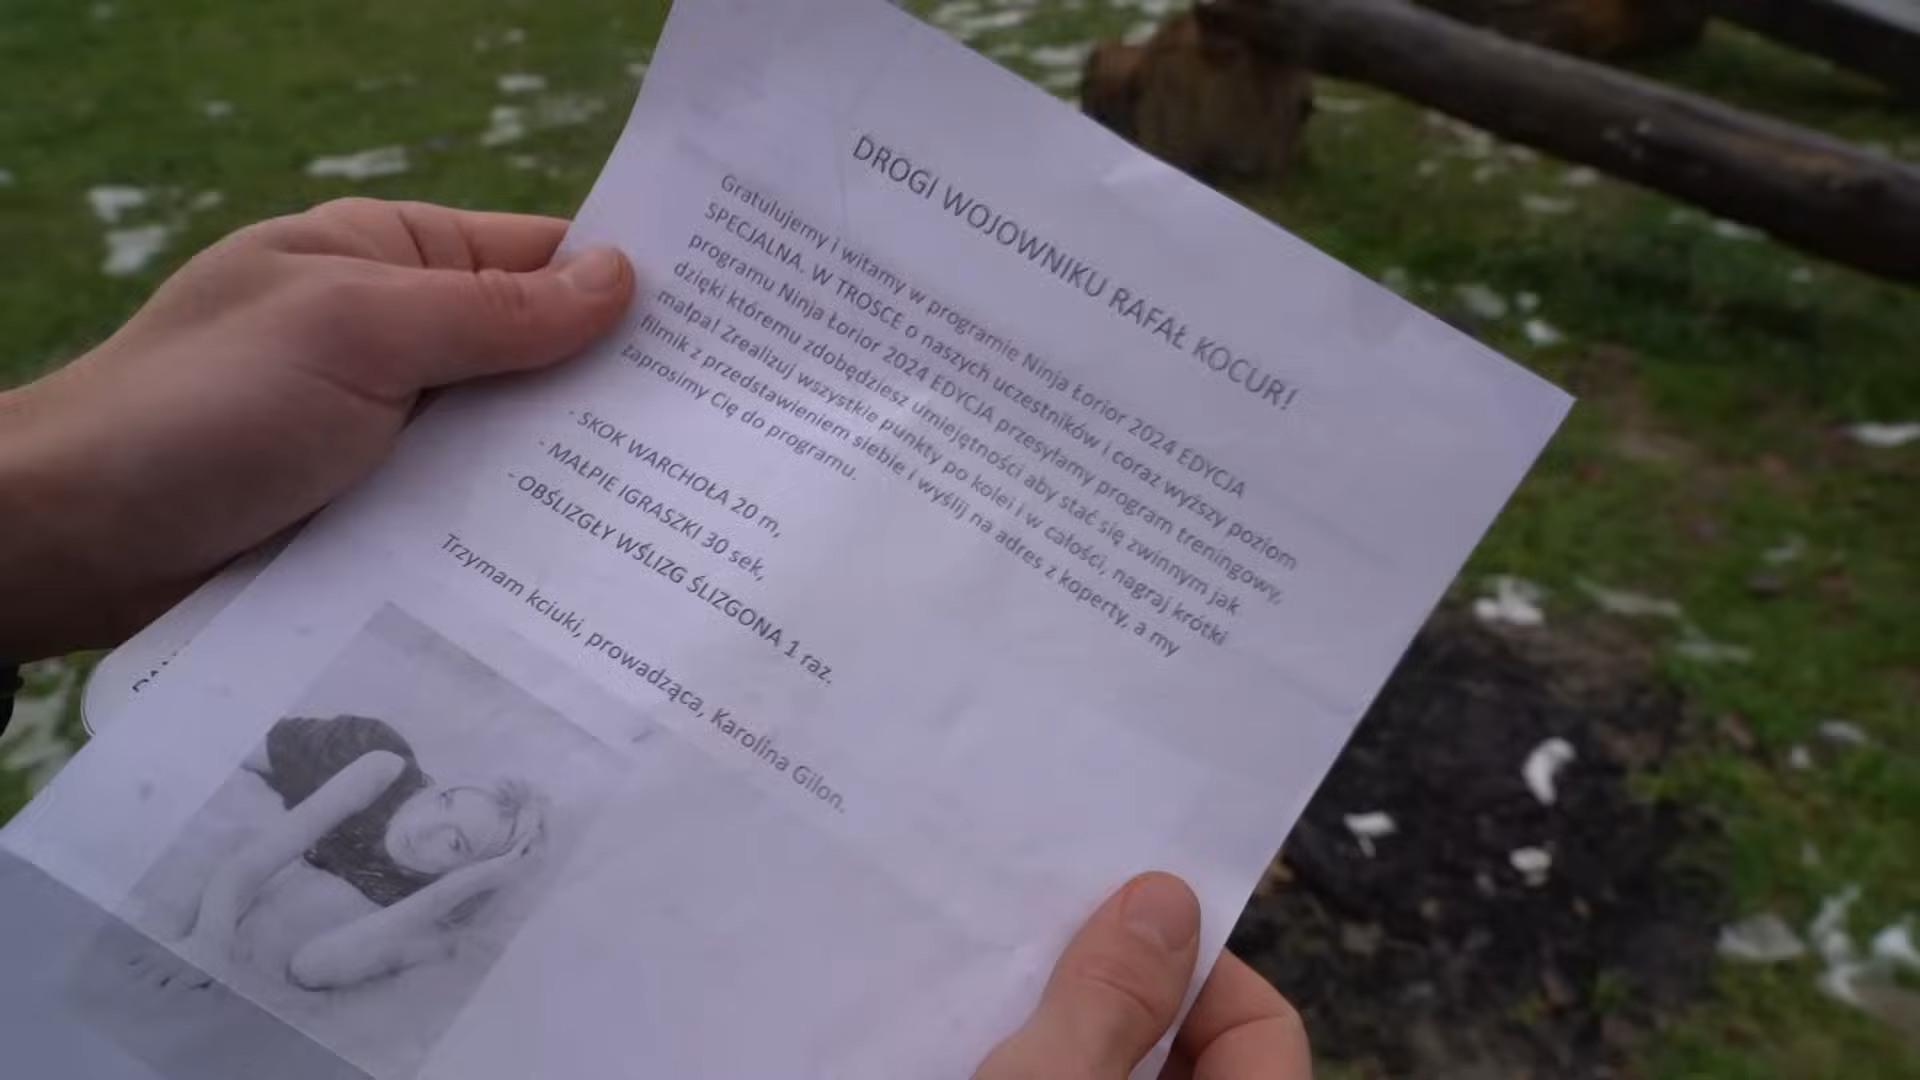 DROGI WOJOWNIKU RAFAŁ KOCUR!
Gratulujemy i witamy w programie Ninja Łorior 2024 EDYCJA
SPECJALNA. W TROSCE o naszych uczestników i coraz wyższy poziom
programu Ninja Łorior 2024 EDYCJA przesyłamy program treningowy,
dzięki któremu zdobędziesz umiejętności aby stać się zwinnym jak
małpa! Zrealizuj wszystkie punkty po kolei i w całości, nagraj krótki
filmik z przedstawieniem siebie i wyślij na adres z koperty, a my
zaprosimy Cię do programu.
- SKOK WARCHOŁA 20 m,
- MAŁPIE IGRASZKI 30 sek,
- OBŚLIZGŁY WŚLIZG ŚLIZGONA 1 raz.
Trzymam kciuki, prowadząca, Karolina Gilon.